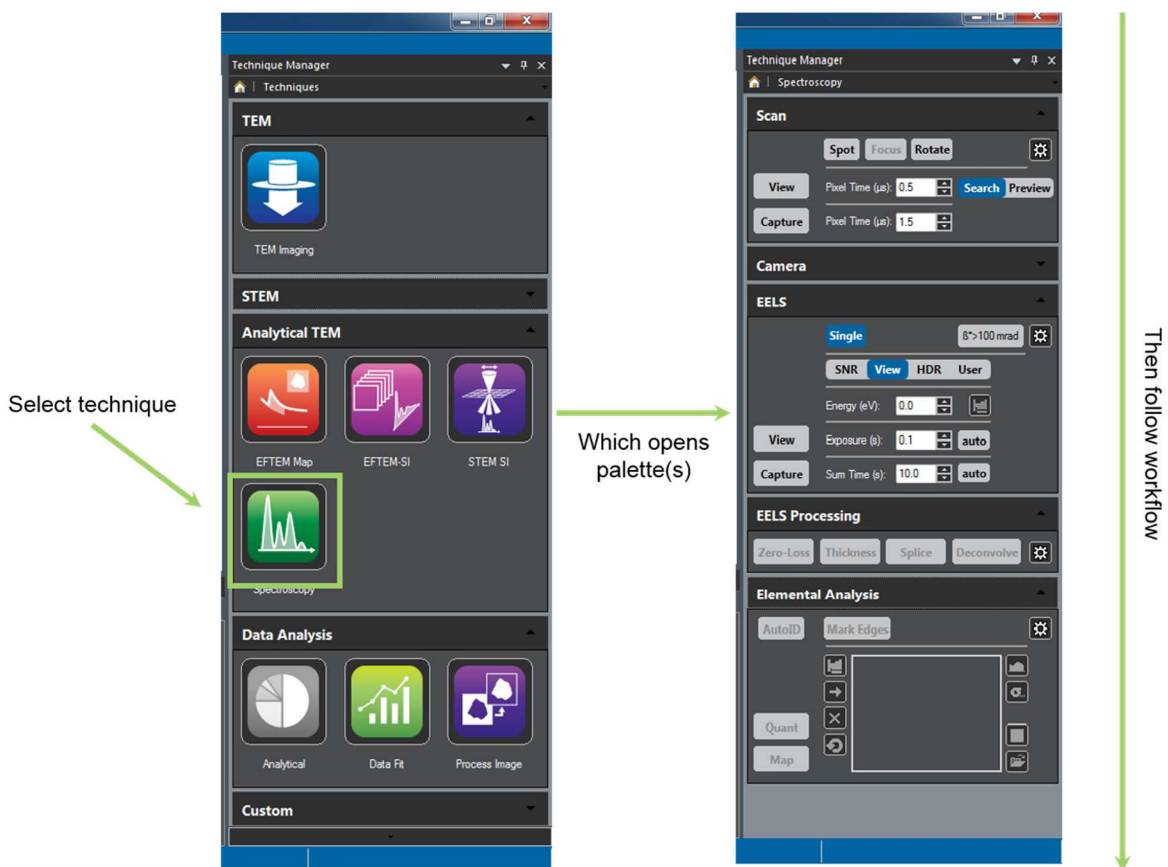 Select technique
Technique Manager
Techniques
TEM
TEM Imaging
STEM
Analytical TEM
EFTEM Map
EFTEM-SI
STEM SI
Spectroscopy
Data Analysis
Analytical
Data Fit
Process Image
Custom
Which opens
palette(s)
Technique Manager
Spectroscopy
Scan
Spot Focus Rotate
View Pixel Time (µs): 0.5 Search Preview
Capture Pixel Time (µs): 1.5
Camera
EELS
Single ß*>100 mrad
SNR View HDR User
Energy (eV): 0.0
View Exposure (s): 0.1 auto
Capture Sum Time (s): 10.0 auto
EELS Processing
Zero-Loss Thickness Splice Deconvolve
Elemental Analysis
AutoID Mark Edges
Quant
Map
Then follow workflow